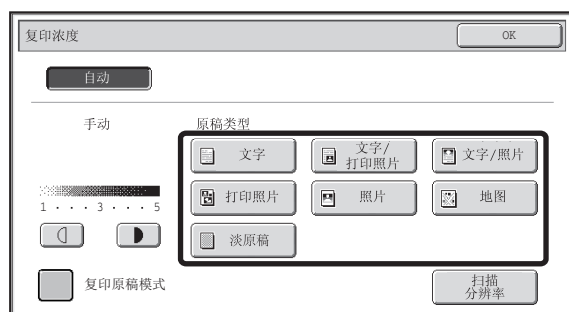 复印浓度
OK
自动
手动
原稿类型
文字
文字/
打印照片
文字/照片
打印照片
照片
地图
1 · · · 3 · · · 5
淡原稿
复印原稿模式
扫描
分辨率